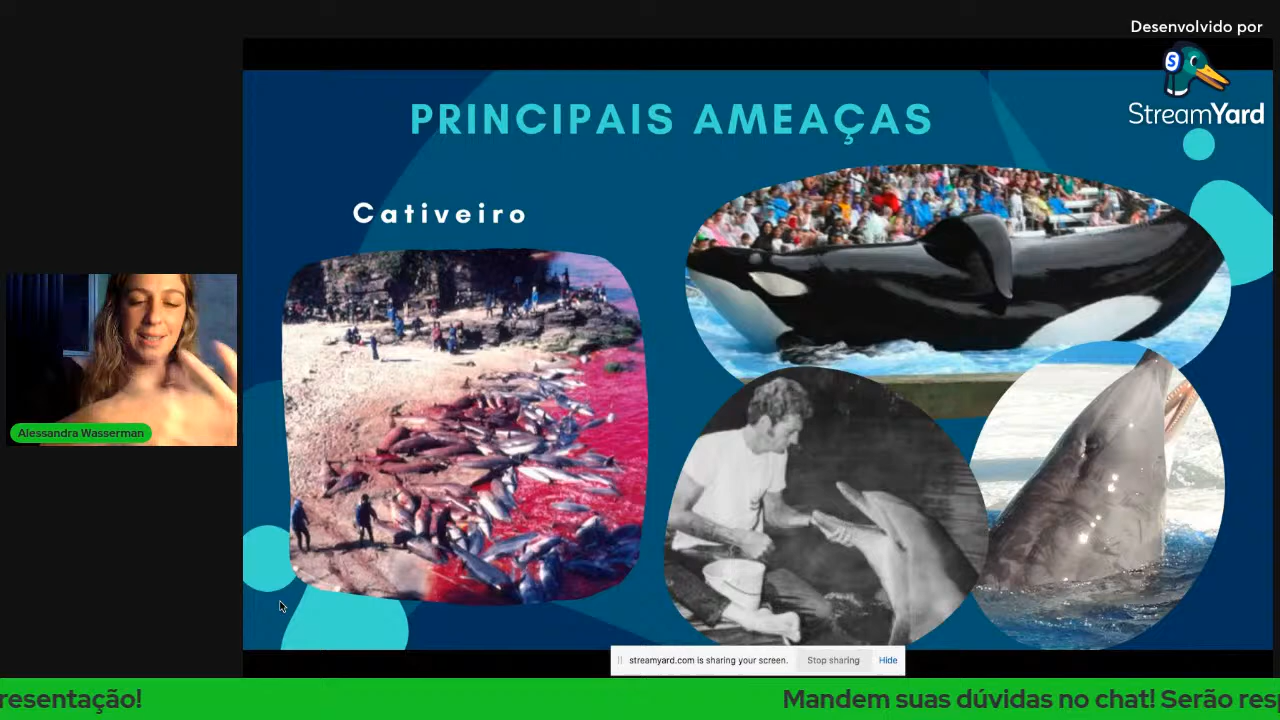 Desenvolvido por
StreamYard
PRINCIPAIS AMEAÇAS
Cativeiro
Alessandra Wasserman
streamyard.com is sharing your screen.
Stop sharing
Hide
resentação!
Mandem suas dúvidas no chat! Serão resp